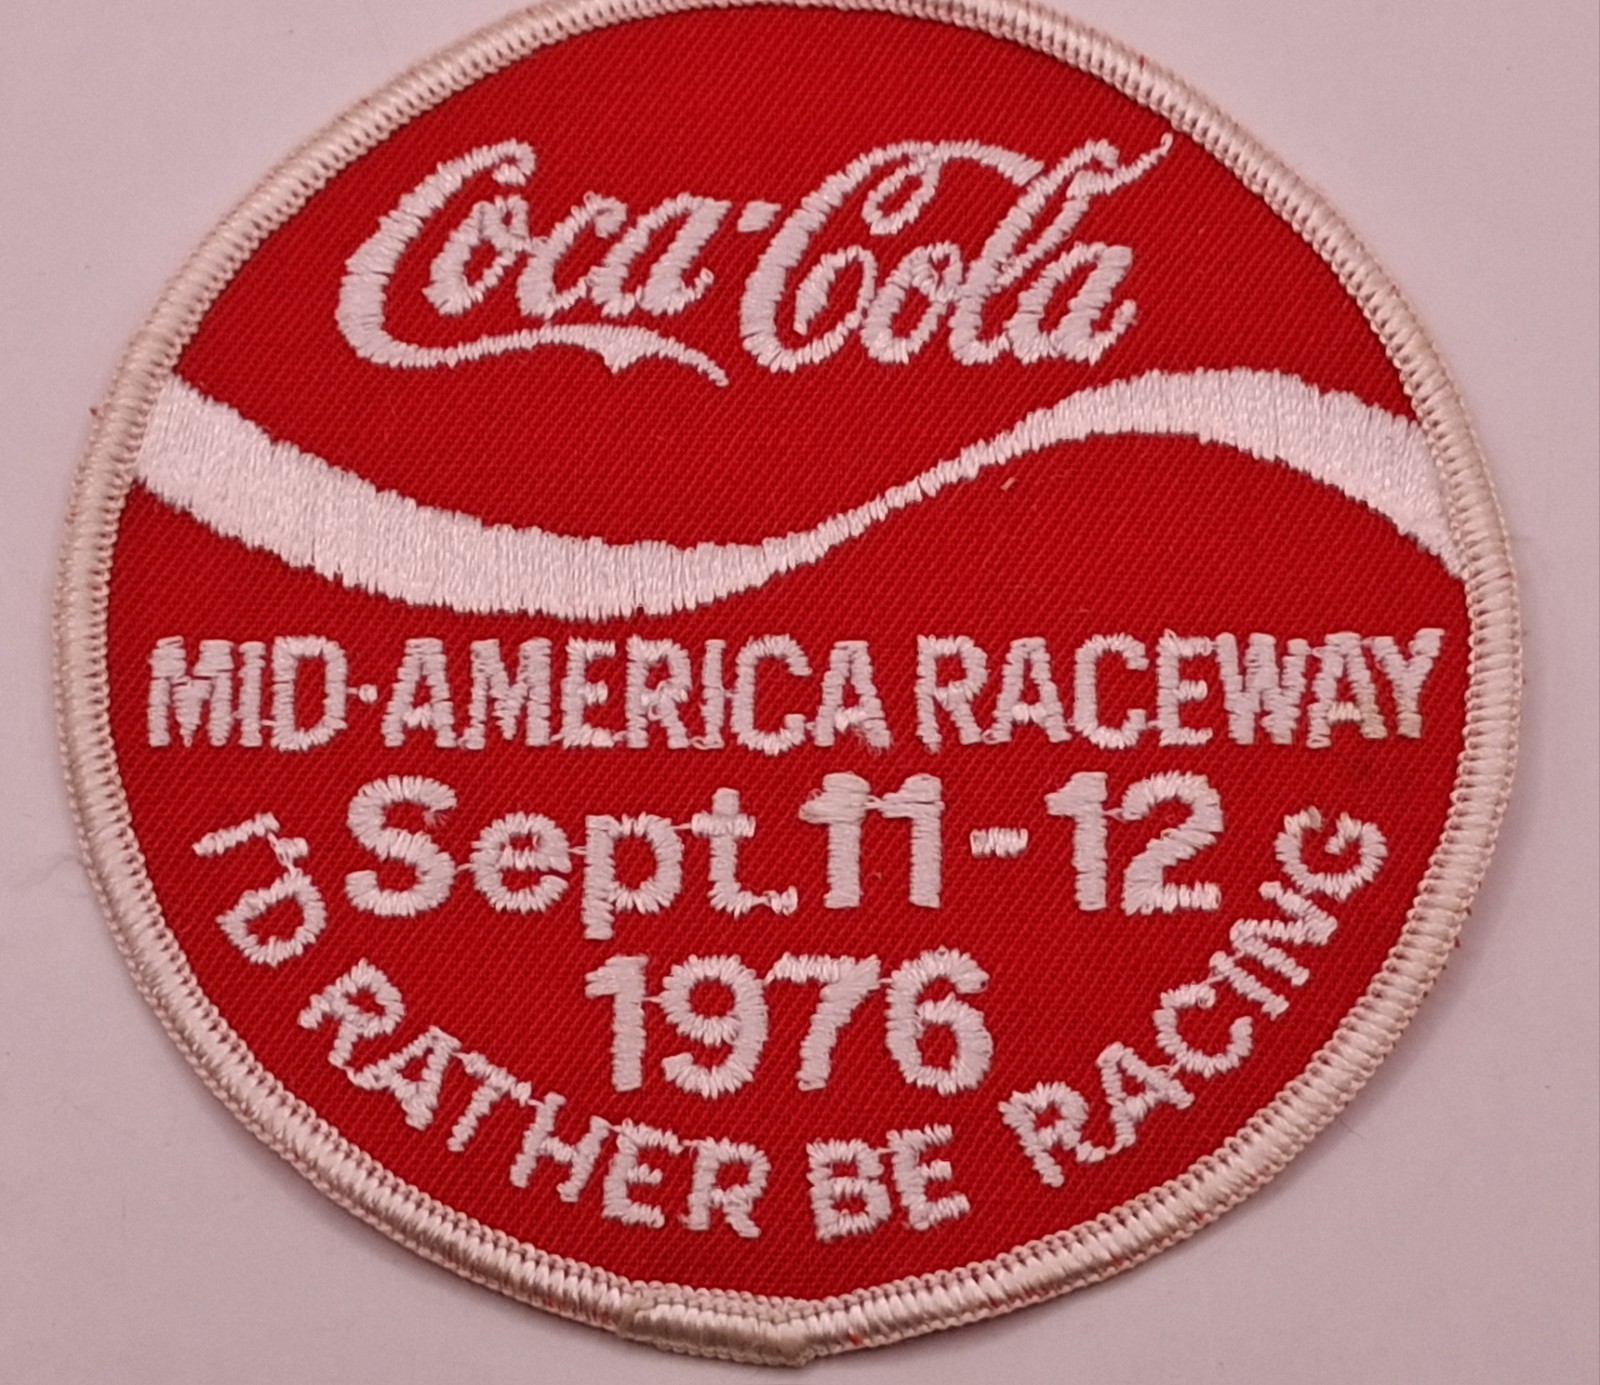 Coca-Cola
MID-AMERICA RACEWAY
Sept. 11-12
1976
I'D RATHER BE RACING